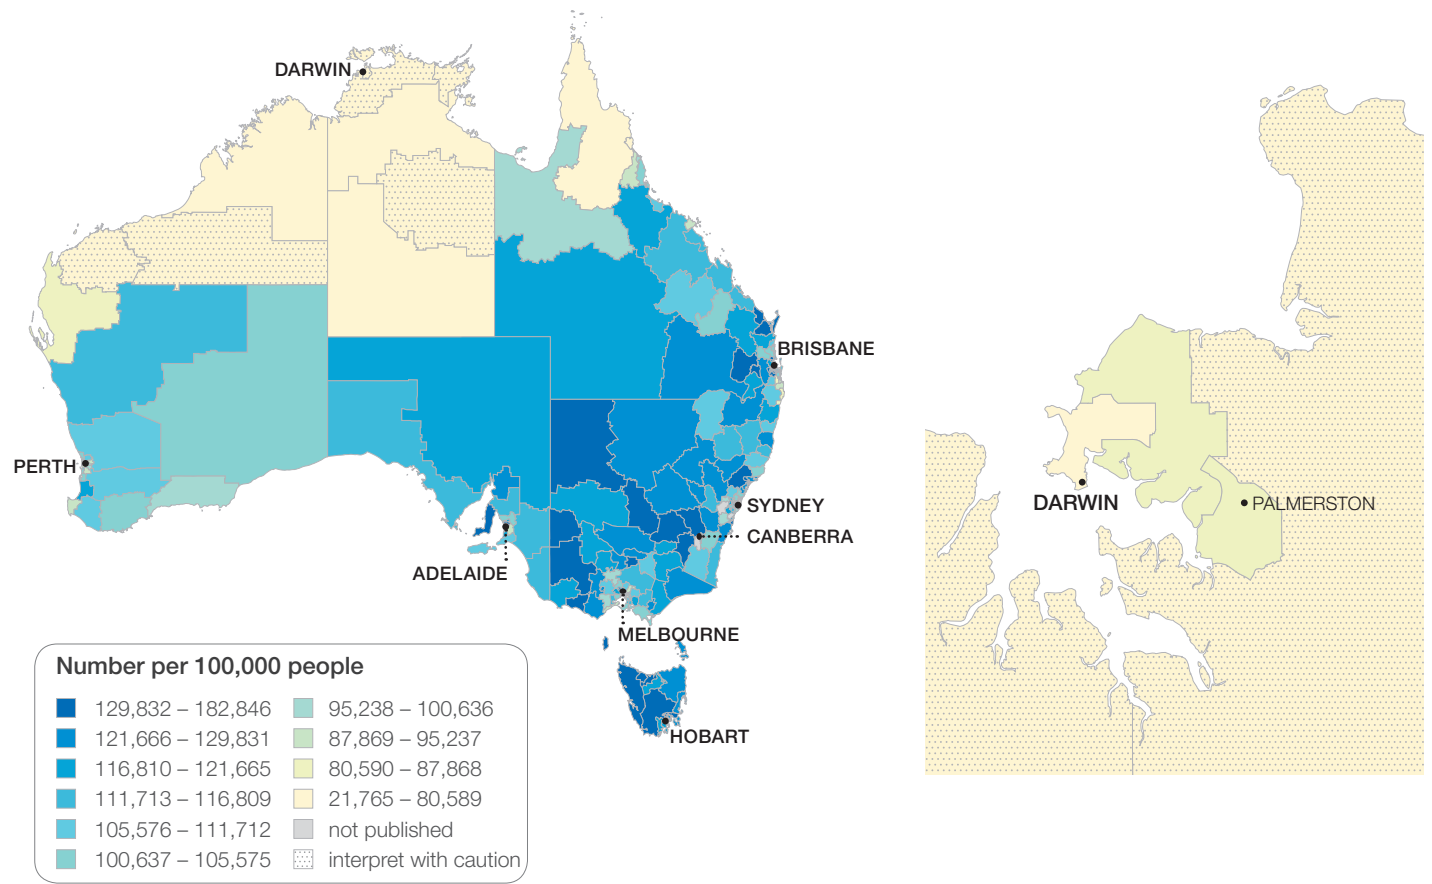 DARWIN
BRISBANE
PERTH
SYDNEY
CANBERRA
ADELAIDE
MELBOURNE
HOBART
DARWIN
PALMERSTON
Number per 100,000 people
129,832 – 182,846
121,666 – 129,831
116,810 – 121,665
111,713 – 116,809
105,576 – 111,712
100,637 – 105,575
95,238 – 100,636
87,869 – 95,237
80,590 – 87,868
21,765 – 80,589
not published
interpret with caution